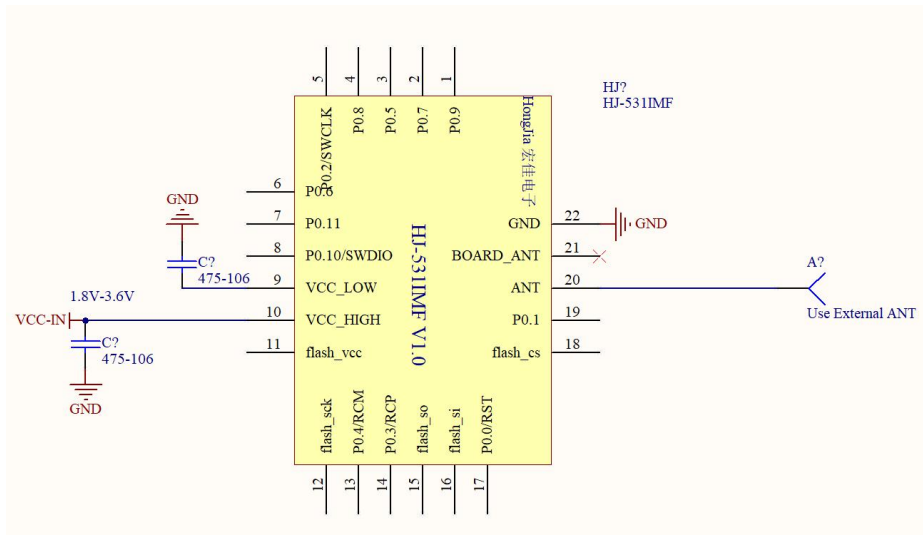 5
4
3
2
1
HJ?
HJ-531IMF
P0.2/SWCLK
P0.8
P0.5
P0.7
P0.9
HongJia 宏佳电子
6
P0.6
GND
7
P0.11
GND
22
GND
8
P0.10/SWDIO
BOARD_ANT
21
C?
475-106
9
VCC_LOW
ANT
20
A?
Use External ANT
1.8V-3.6V
VCC-IN
10
VCC_HIGH
P0.1
19
C?
475-106
11
flash_vcc
flash_cs
18
GND
HJ-531IMF V1.0
flash_sck
P0.4/RCM
P0.3/RCP
flash_so
flash_si
P0.0/RST
12
13
14
15
16
17